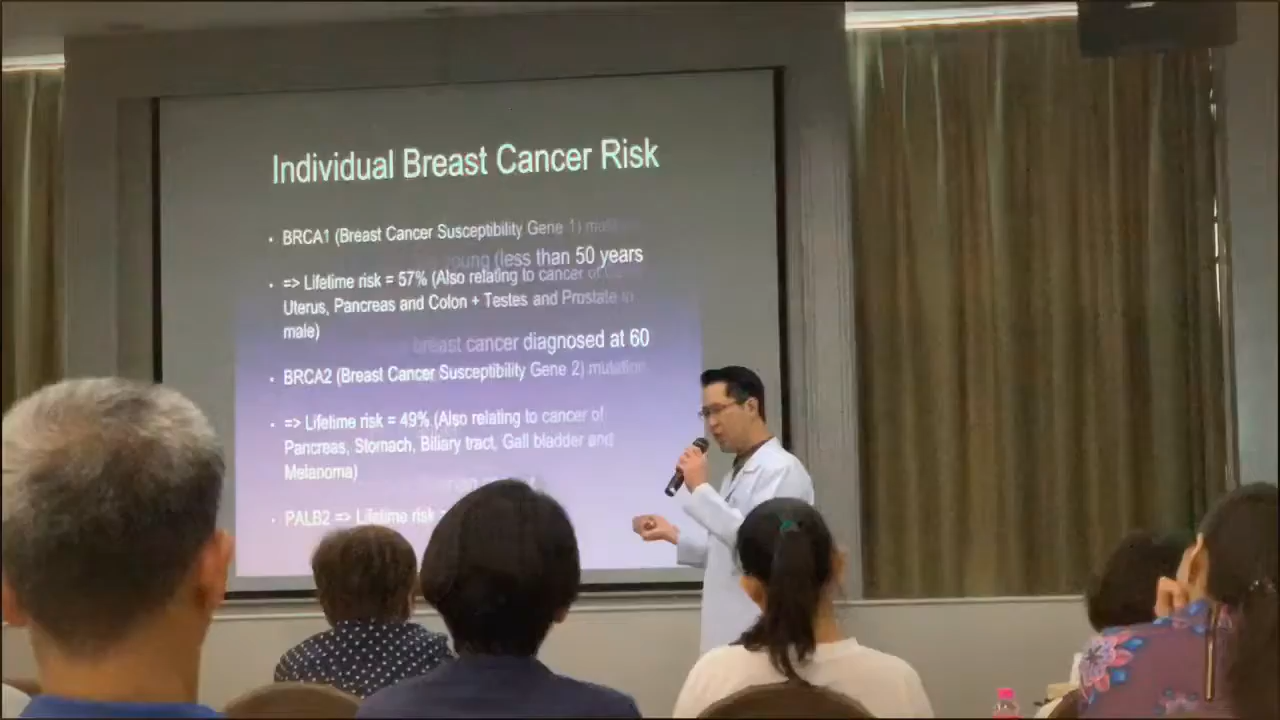 Individual Breast Cancer Risk
• BRCA1 (Breast Cancer Susceptibility Gene 1)
young (less than 50 years
• => Lifetime risk = 57% (Also relating to cancer of
Uterus, Pancreas and Colon + Testes and Prostate in
male)
breast cancer diagnosed at 60
• BRCA2 (Breast Cancer Susceptibility Gene 2) mutation
• => Lifetime risk = 49% (Also relating to cancer of
Pancreas, Stomach, Biliary tract, Gall bladder and
Melanoma)
• PALB2 => Lifetime risk =